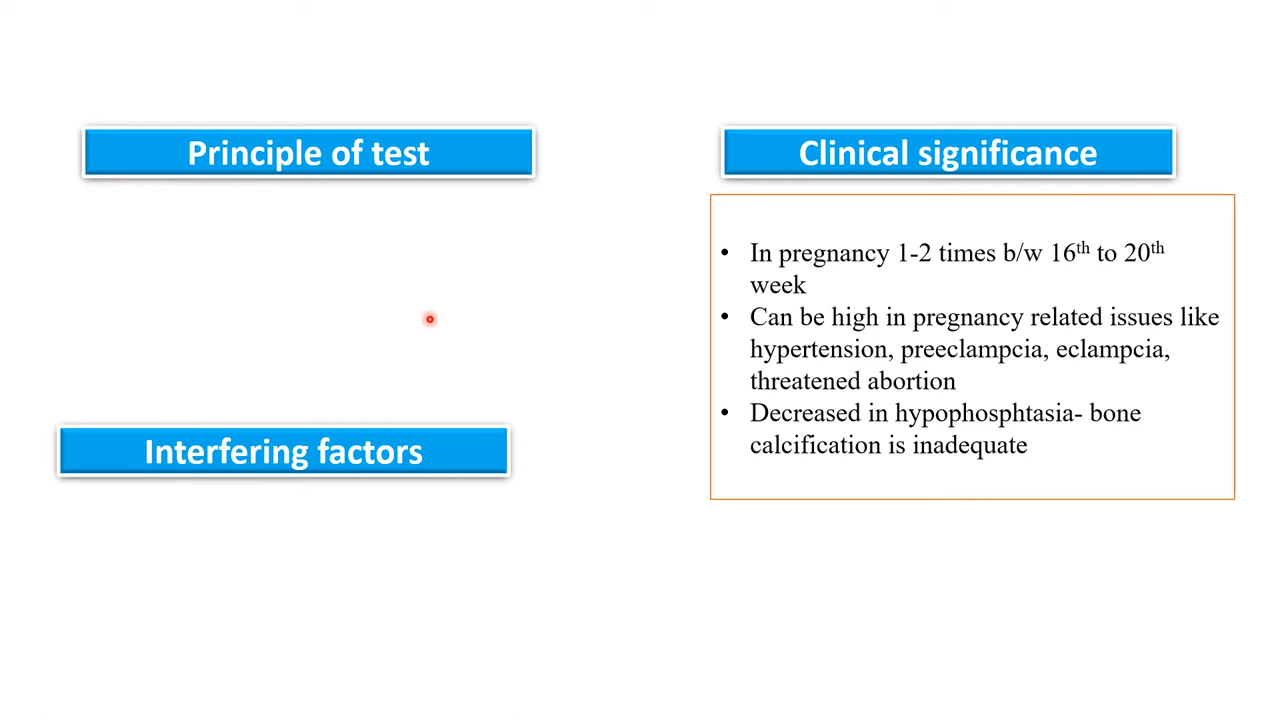 Principle of test
Interfering factors
Clinical significance
• In pregnancy 1-2 times b/w 16th to 20th
week
• Can be high in pregnancy related issues like
hypertension, preeclampcia, eclampcia,
threatened abortion
• Decreased in hypophosphtasia- bone
calcification is inadequate